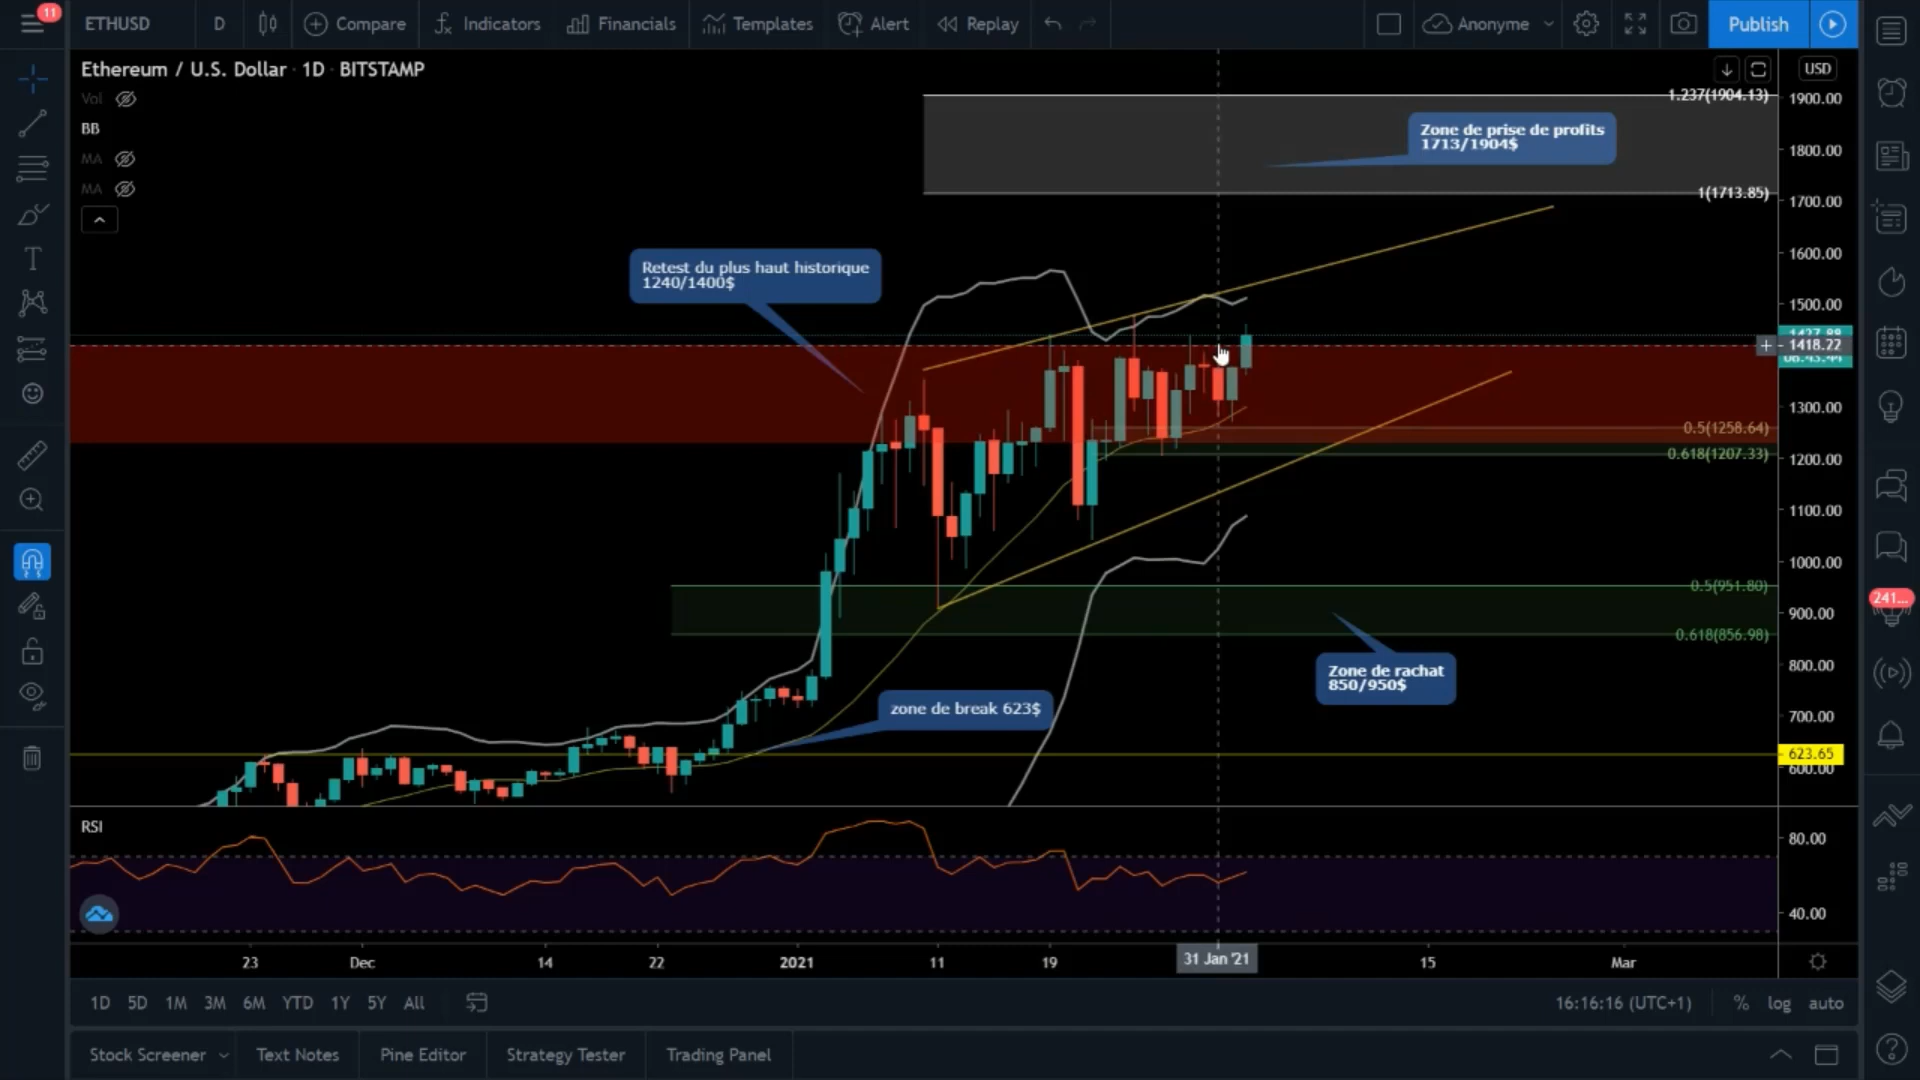 11
ETHUSD
D
Compare
Indicators
Financials
Templates
Alert
Replay
Anonyme
Publish
Ethereum / U.S. Dollar · 1D · BITSTAMP
USD
Vol
BB
MA
MA
1.237(1904.13)
1900.00
Zone de prise de profits
1713/1904$
1800.00
1(1713.85)
1700.00
1600.00
Retest du plus haut historique
1240/1400$
1500.00
1427.88
1418.22
1300.00
0.5(1258.64)
0.618(1207.33)
1200.00
1100.00
1000.00
0.5(951.80)
900.00
0.618(856.98)
241...
Zone de rachat
850/950$
800.00
zone de break 623$
700.00
623.65
600.00
RSI
80.00
40.00
23
Dec
14
22
2021
11
19
31 Jan '21
15
Mar
1D
5D
1M
3M
6M
YTD
1Y
5Y
All
16:16:16 (UTC+1)
%
log
auto
Stock Screener
Text Notes
Pine Editor
Strategy Tester
Trading Panel